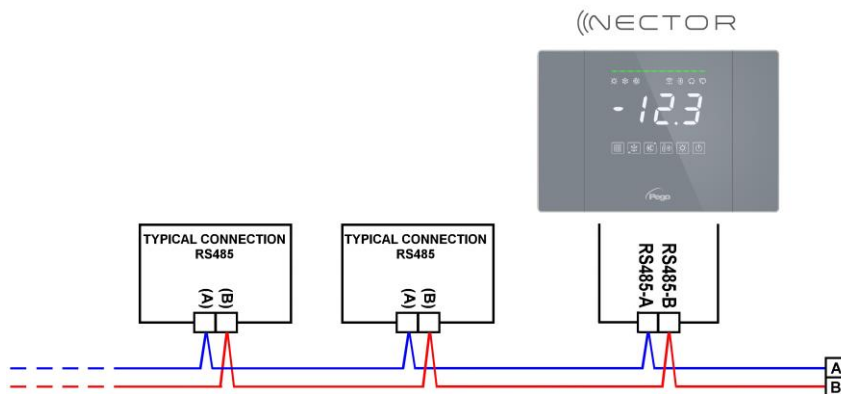 NECTOR
-12.3
Pego
TYPICAL CONNECTION
RS485
(A)
(B)
TYPICAL CONNECTION
RS485
(A)
(B)
RS485-A
RS485-B
A
B